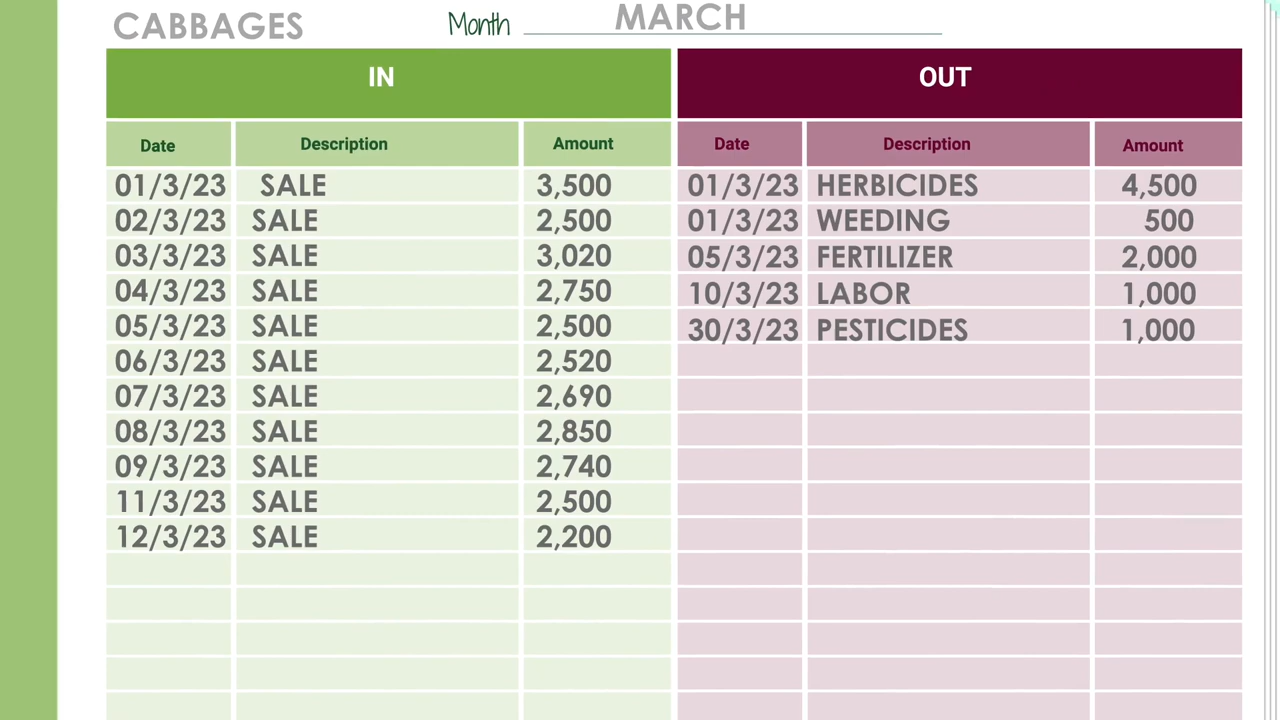 CABBAGES Month MARCH
IN OUT
Date Description Amount Date Description Amount
01/3/23 SALE 3,500 01/3/23 HERBICIDES 4,500
02/3/23 SALE 2,500 01/3/23 WEEDING 500
03/3/23 SALE 3,020 05/3/23 FERTILIZER 2,000
04/3/23 SALE 2,750 10/3/23 LABOR 1,000
05/3/23 SALE 2,500 30/3/23 PESTICIDES 1,000
06/3/23 SALE 2,520
07/3/23 SALE 2,690
08/3/23 SALE 2,850
09/3/23 SALE 2,740
11/3/23 SALE 2,500
12/3/23 SALE 2,200